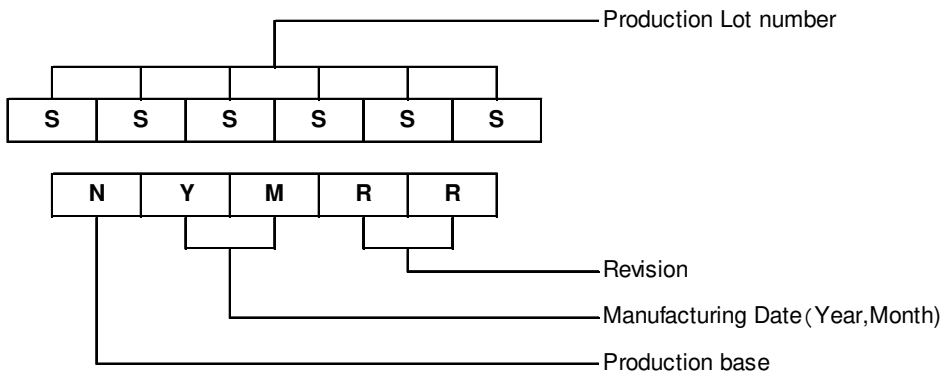 Production Lot number
S S S S S S
N Y M R R
Revision
Manufacturing Date(Year,Month)
Production base